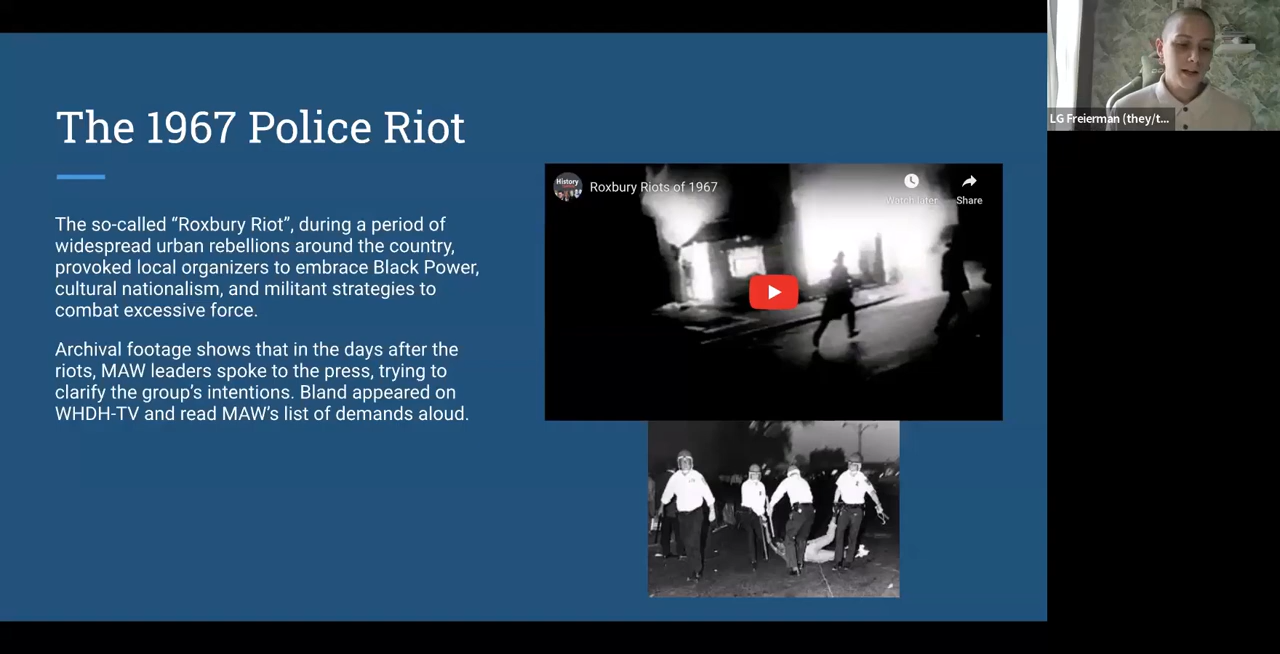 The 1967 Police Riot
The so-called “Roxbury Riot”, during a period of
widespread urban rebellions around the country,
provoked local organizers to embrace Black Power,
cultural nationalism, and militant strategies to
combat excessive force.
Archival footage shows that in the days after the
riots, MAW leaders spoke to the press, trying to
clarify the group’s intentions. Bland appeared on
WHDH-TV and read MAW’s list of demands aloud.
History
Roxbury Riots of 1967
Watch later
Share
LG Freierman (they/t...